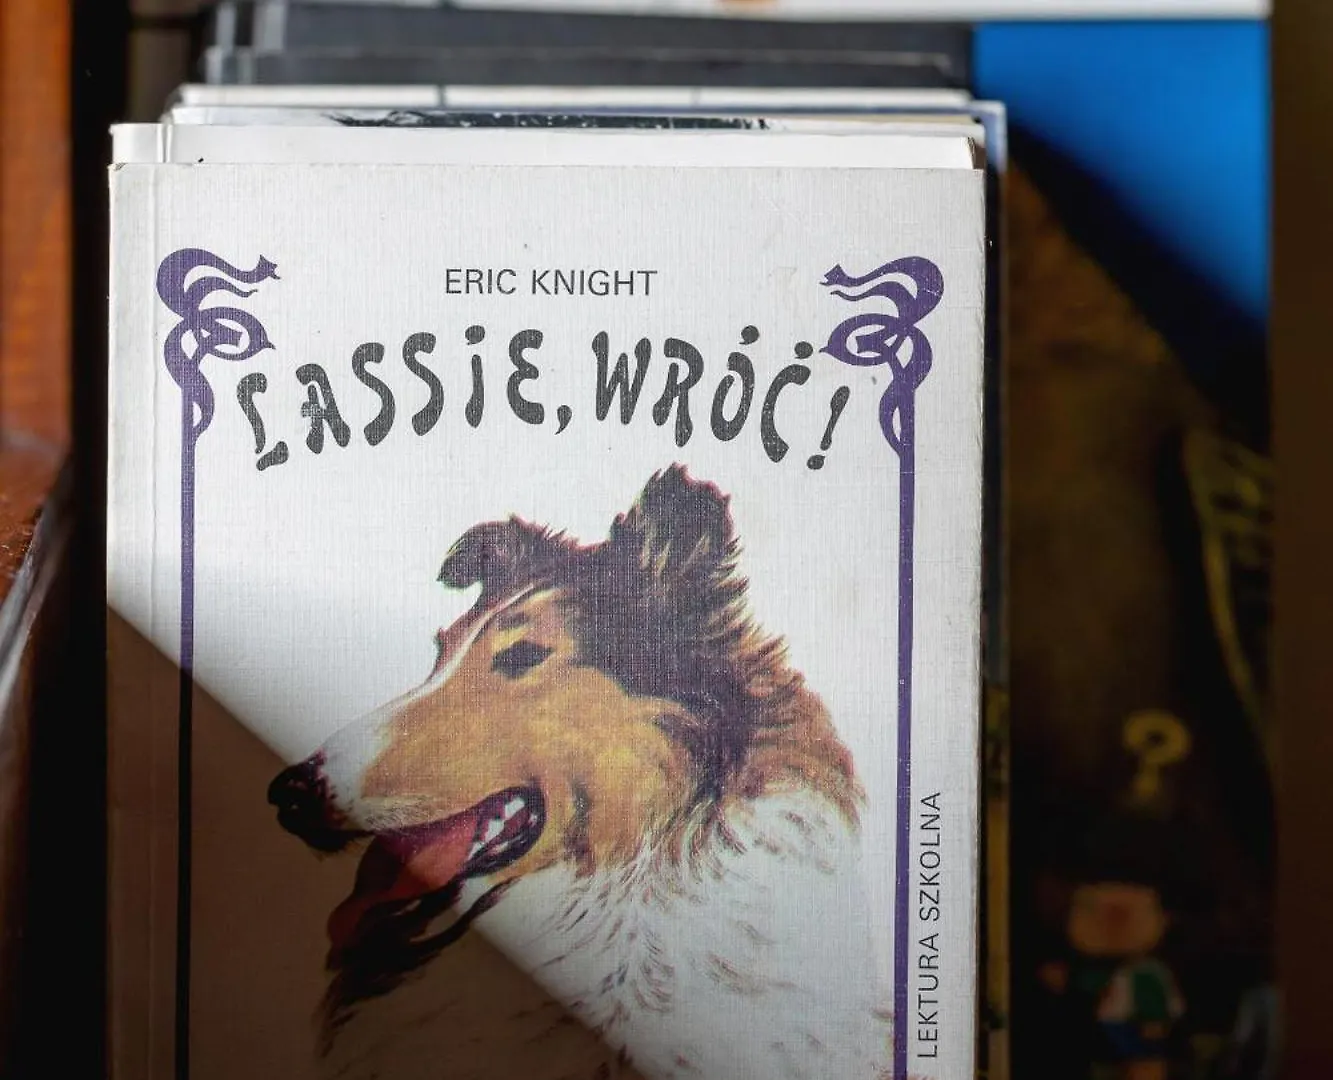 ERIC KNIGHT
LASSIE, WRÓĆ!
LEKTURA SZKOLNA